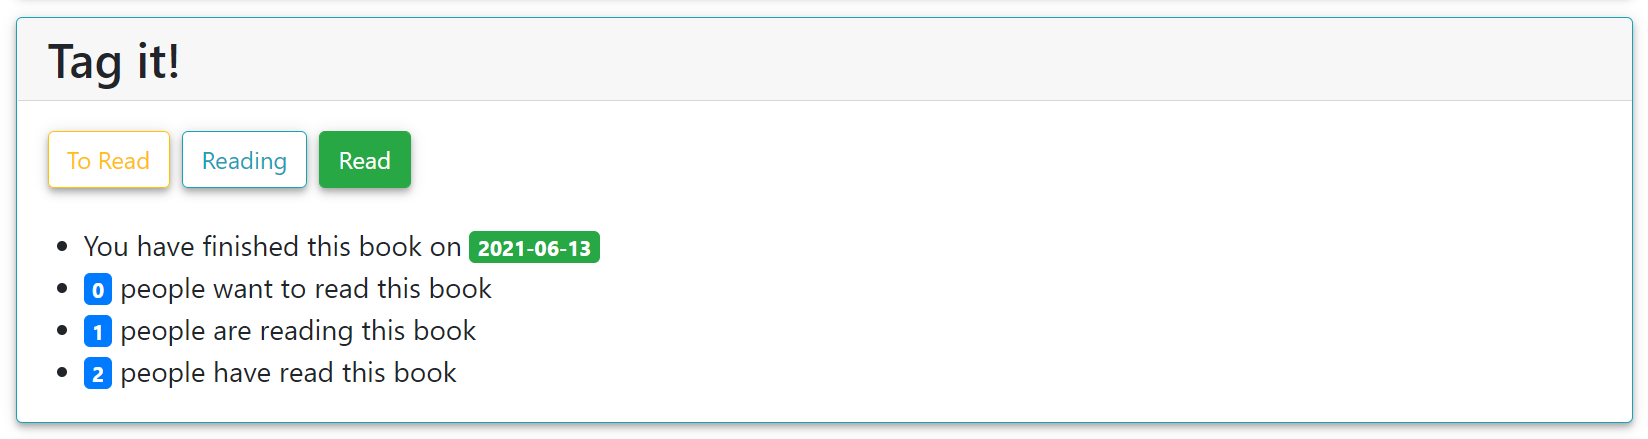 Tag it!
To Read Reading Read
You have finished this book on 2021-06-13
0 people want to read this book
1 people are reading this book
2 people have read this book